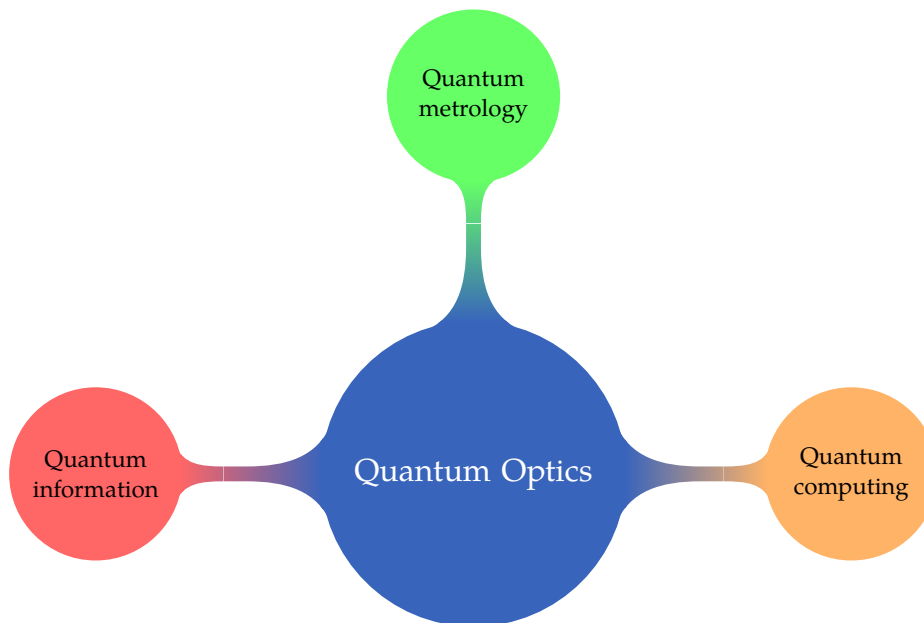 Quantum
metrology
Quantum
information
Quantum Optics
Quantum
computing